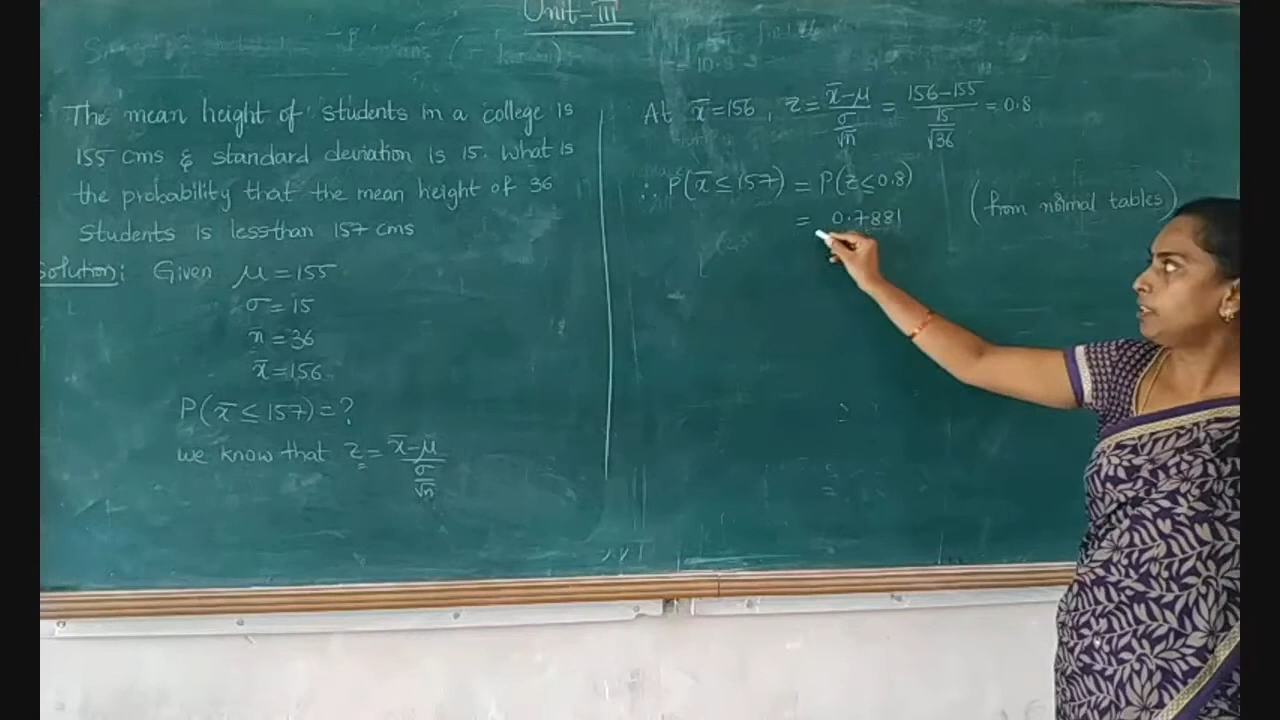 Unit-III
The mean height of students in a college is
155 cms & standard deviation is 15. What is
the probability that the mean height of 36
students is lessthan 157 cms
Solution: Given μ = 155
σ = 15
n = 36
x̄ = 156
P(x̄ ≤ 157) = ?
we know that z = (x̄-μ)/(σ/√n)
At x̄ = 156, z = (x̄-μ)/(σ/√n) = (156-155)/(15/√36) = 0.8
∴ P(x̄ ≤ 157) = P(z ≤ 0.8)
= 0.7881 (from normal tables)